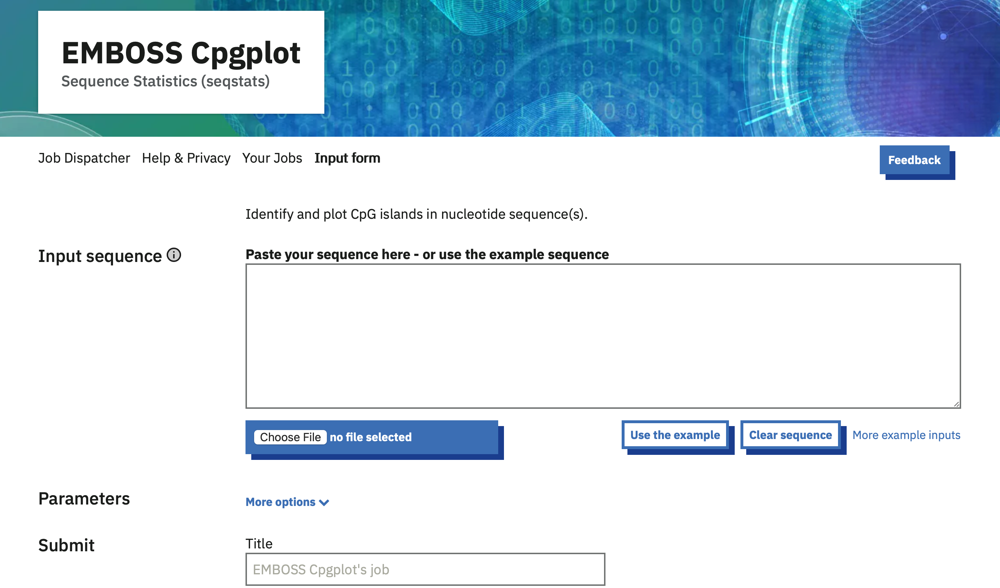 EMBOSS Cpgplot
Sequence Statistics (seqstats)
Job Dispatcher Help & Privacy Your Jobs Input form
Feedback
Identify and plot CpG islands in nucleotide sequence(s).
Input sequence
Paste your sequence here - or use the example sequence
Choose File no file selected
Use the example Clear sequence More example inputs
Parameters
More options
Submit
Title
EMBOSS Cpgplot's job